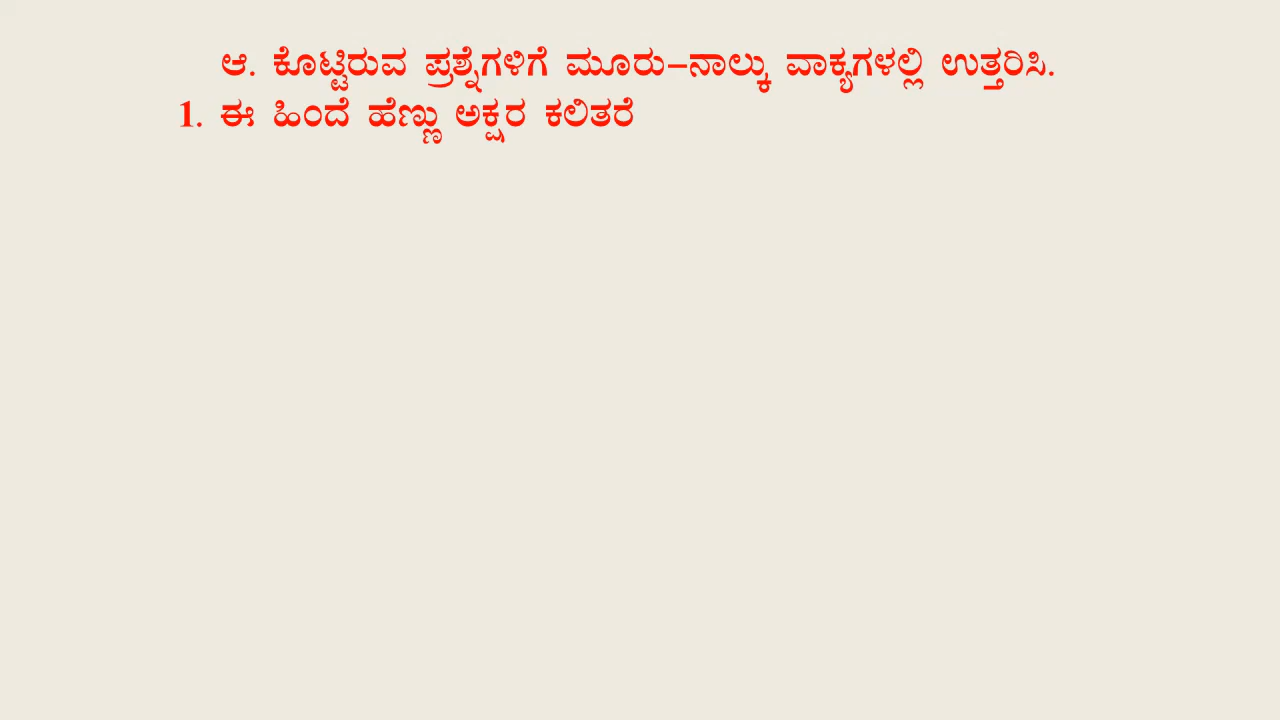 ಆ. ಕೊಟ್ಟಿರುವ ಪ್ರಶ್ನೆಗಳಿಗೆ ಮೂರು-ನಾಲ್ಕು ವಾಕ್ಯಗಳಲ್ಲಿ ಉತ್ತರಿಸಿ.
1. ಈ ಹಿಂದೆ ಹೆಣ್ಣು ಅಕ್ಷರ ಕಲಿತರೆ